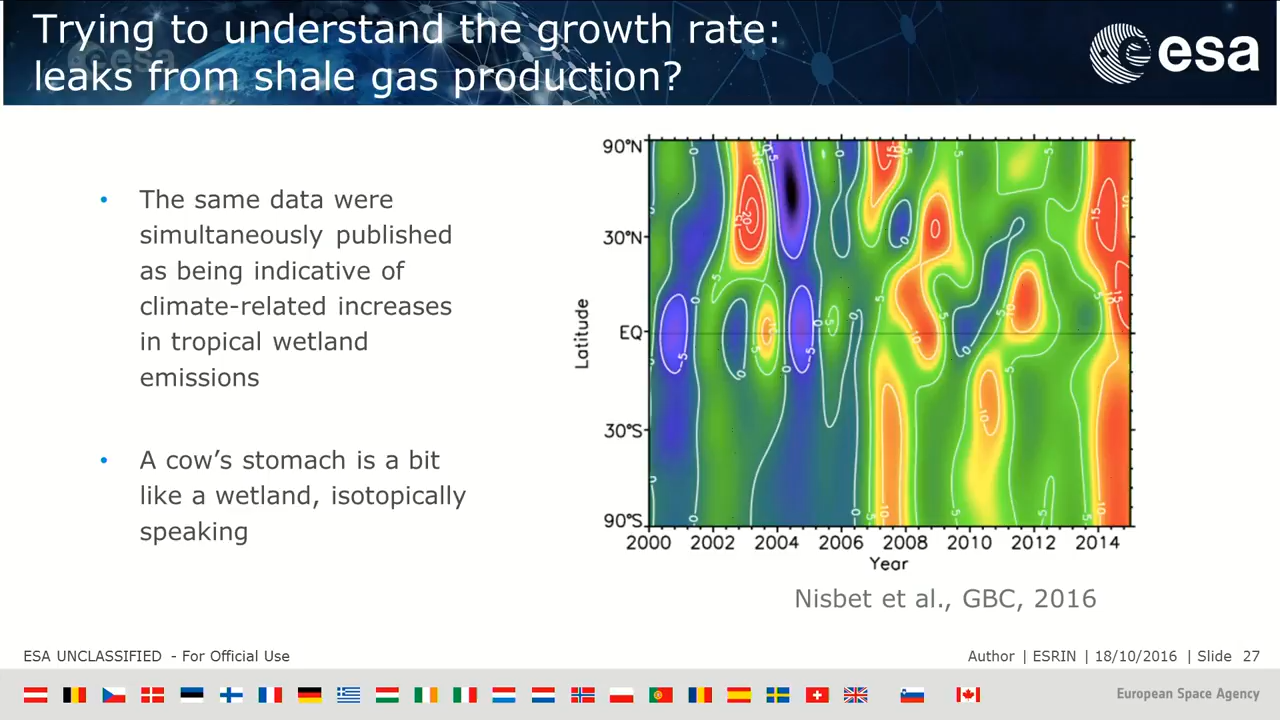 Trying to understand the growth rate:
leaks from shale gas production?
esa
• The same data were
simultaneously published
as being indicative of
climate-related increases
in tropical wetland
emissions
• A cow's stomach is a bit
like a wetland, isotopically
speaking
90°N
30°N
EQ
30°S
90°S
Latitude
2000 2002 2004 2006 2008 2010 2012 2014
Year
Nisbet et al., GBC, 2016
ESA UNCLASSIFIED - For Official Use
Author | ESRIN | 18/10/2016 | Slide 27
European Space Agency